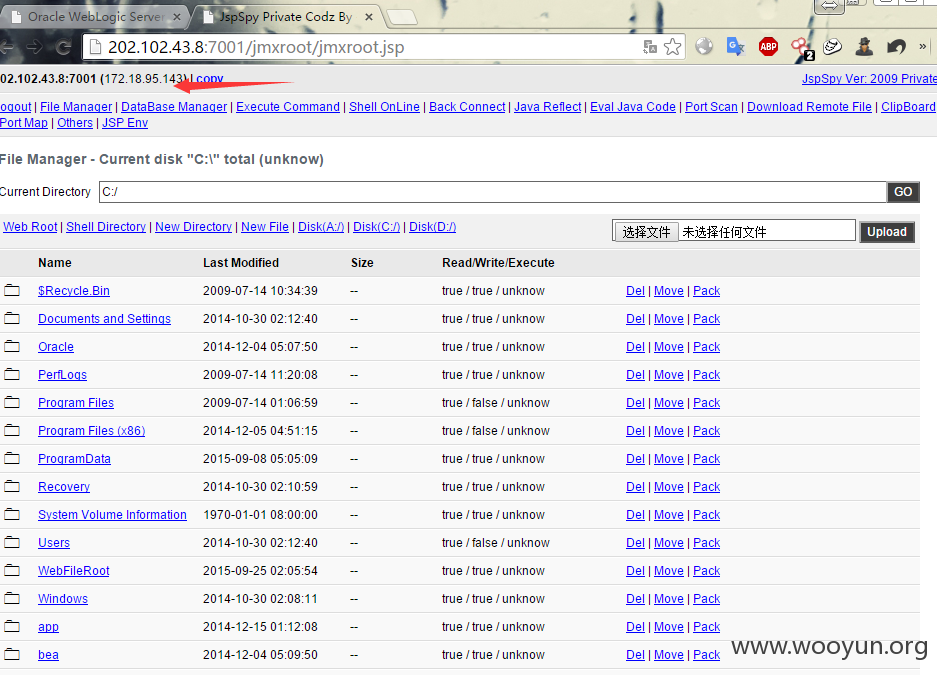 Oracle WebLogic Server
JspSpy Private Codz By
202.102.43.8:7001/jmxroot/jmxroot.jsp
ABP
2
»
02.102.43.8:7001 (172.18.95.143) | copy
JspSpy Ver: 2009 Private
ogout | File Manager | DataBase Manager | Execute Command | Shell OnLine | Back Connect | Java Reflect | Eval Java Code | Port Scan | Download Remote File | ClipBoard
Port Map | Others | JSP Env
File Manager - Current disk "C:\" total (unknow)
Current Directory C:/ GO
Web Root | Shell Directory | New Directory | New File | Disk(A:/) | Disk(C:/) | Disk(D:/) 选择文件 未选择任何文件 Upload
Name Last Modified Size Read/Write/Execute
$Recycle.Bin 2009-07-14 10:34:39 -- true / true / unknow Del | Move | Pack
Documents and Settings 2014-10-30 02:12:40 -- true / true / unknow Del | Move | Pack
Oracle 2014-12-04 05:07:50 -- true / true / unknow Del | Move | Pack
PerfLogs 2009-07-14 11:20:08 -- true / true / unknow Del | Move | Pack
Program Files 2009-07-14 01:06:59 -- true / false / unknow Del | Move | Pack
Program Files (x86) 2014-12-05 04:51:15 -- true / false / unknow Del | Move | Pack
ProgramData 2015-09-08 05:05:09 -- true / true / unknow Del | Move | Pack
Recovery 2014-10-30 02:10:59 -- true / true / unknow Del | Move | Pack
System Volume Information 1970-01-01 08:00:00 -- true / true / unknow Del | Move | Pack
Users 2014-10-30 02:12:40 -- true / false / unknow Del | Move | Pack
WebFileRoot 2015-09-25 02:05:54 -- true / true / unknow Del | Move | Pack
Windows 2014-10-30 02:08:11 -- true / true / unknow Del | Move | Pack
app 2014-12-15 01:12:08 -- true / true / unknow Del | Move | Pack
bea 2014-12-04 05:09:50 -- true / true / unknow Del | Move | Pack
www.wooyun.org